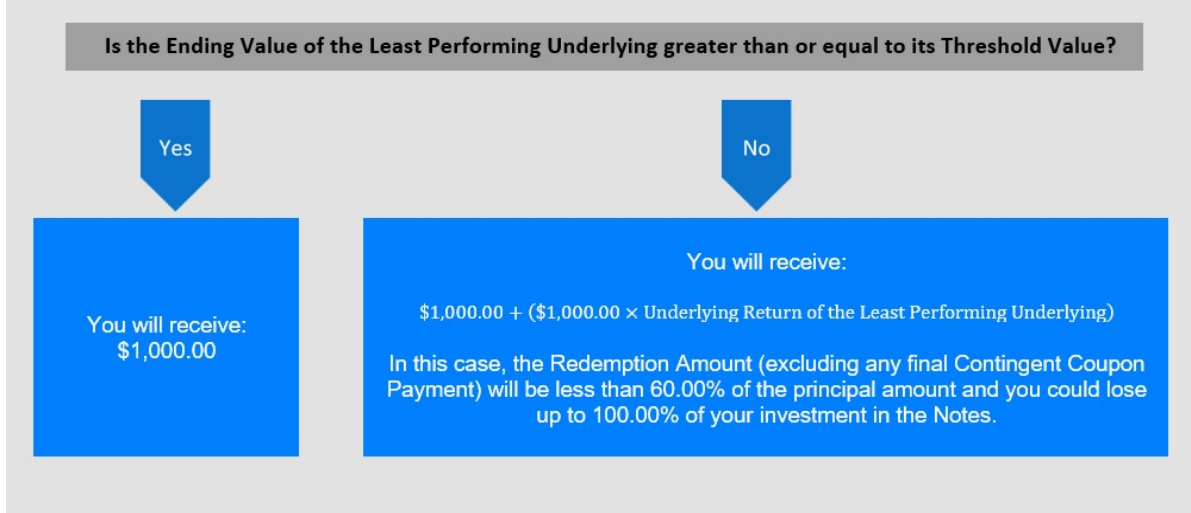 Is the Ending Value of the Least Performing Underlying greater than or equal to its Threshold Value?
Yes
No
You will receive:
$1,000.00
You will receive:
$1,000.00 + ($1,000.00 × Underlying Return of the Least Performing Underlying)
In this case, the Redemption Amount (excluding any final Contingent Coupon
Payment) will be less than 60.00% of the principal amount and you could lose
up to 100.00% of your investment in the Notes.